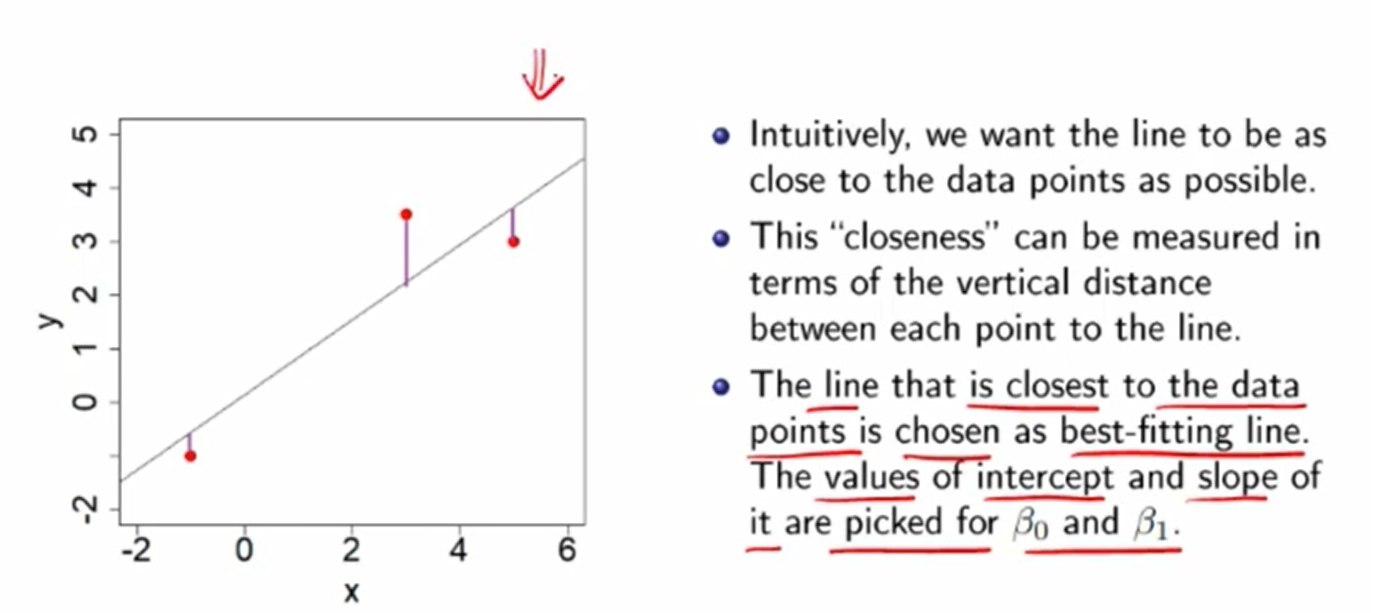 5
4
3
2
1
0
-2
y
-2 0 2 4 6
x
Intuitively, we want the line to be as
close to the data points as possible.
This “closeness” can be measured in
terms of the vertical distance
between each point to the line.
The line that is closest to the data
points is chosen as best-fitting line.
The values of intercept and slope of
it are picked for β0 and β1.